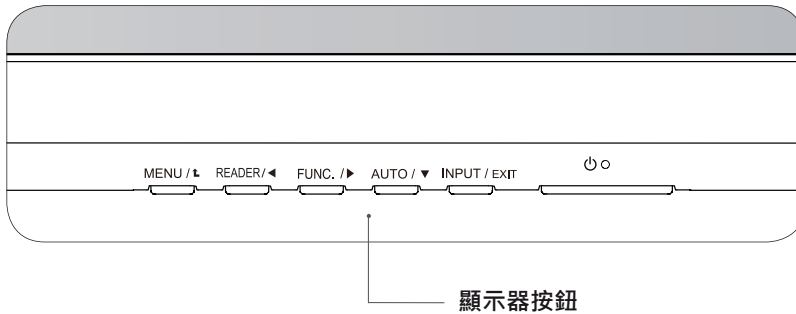 MENU / ⮤ READER/◀ FUNC. /▶ AUTO / ▼ INPUT / EXIT ⏻
顯示器按鈕